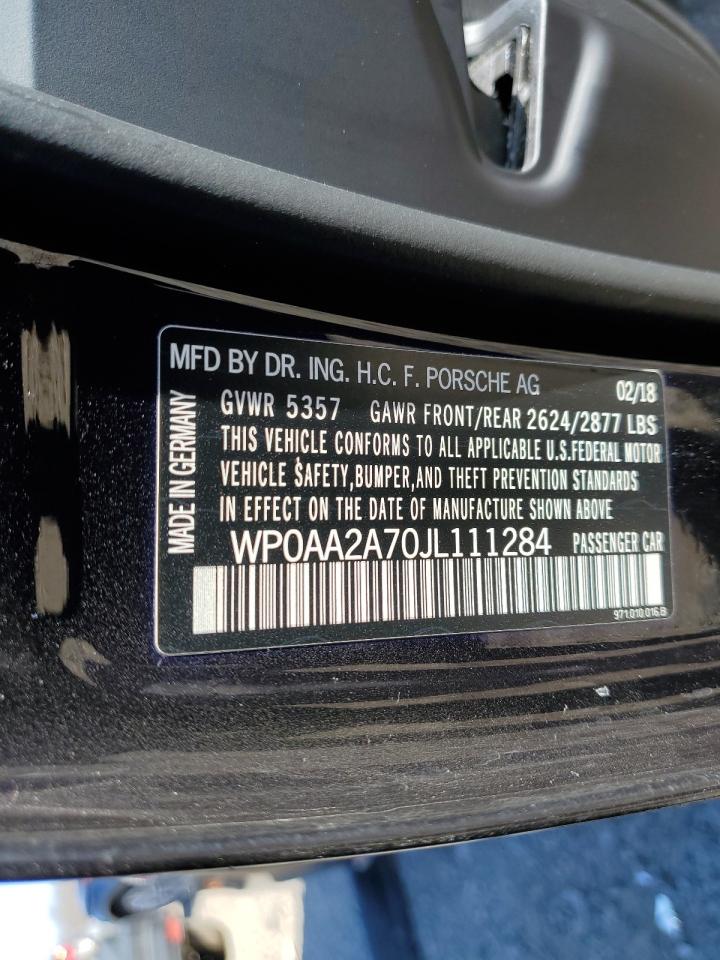 MFD BY DR. ING. H.C. F. PORSCHE AG 02/18
MADE IN GERMANY
GVWR 5357 GAWR FRONT/REAR 2624/2877 LBS
THIS VEHICLE CONFORMS TO ALL APPLICABLE U.S.FEDERAL MOTOR
VEHICLE SAFETY,BUMPER,AND THEFT PREVENTION STANDARDS
IN EFFECT ON THE DATE OF MANUFACTURE SHOWN ABOVE
WP0AA2A70JL111284 PASSENGER CAR
971.010.016.B